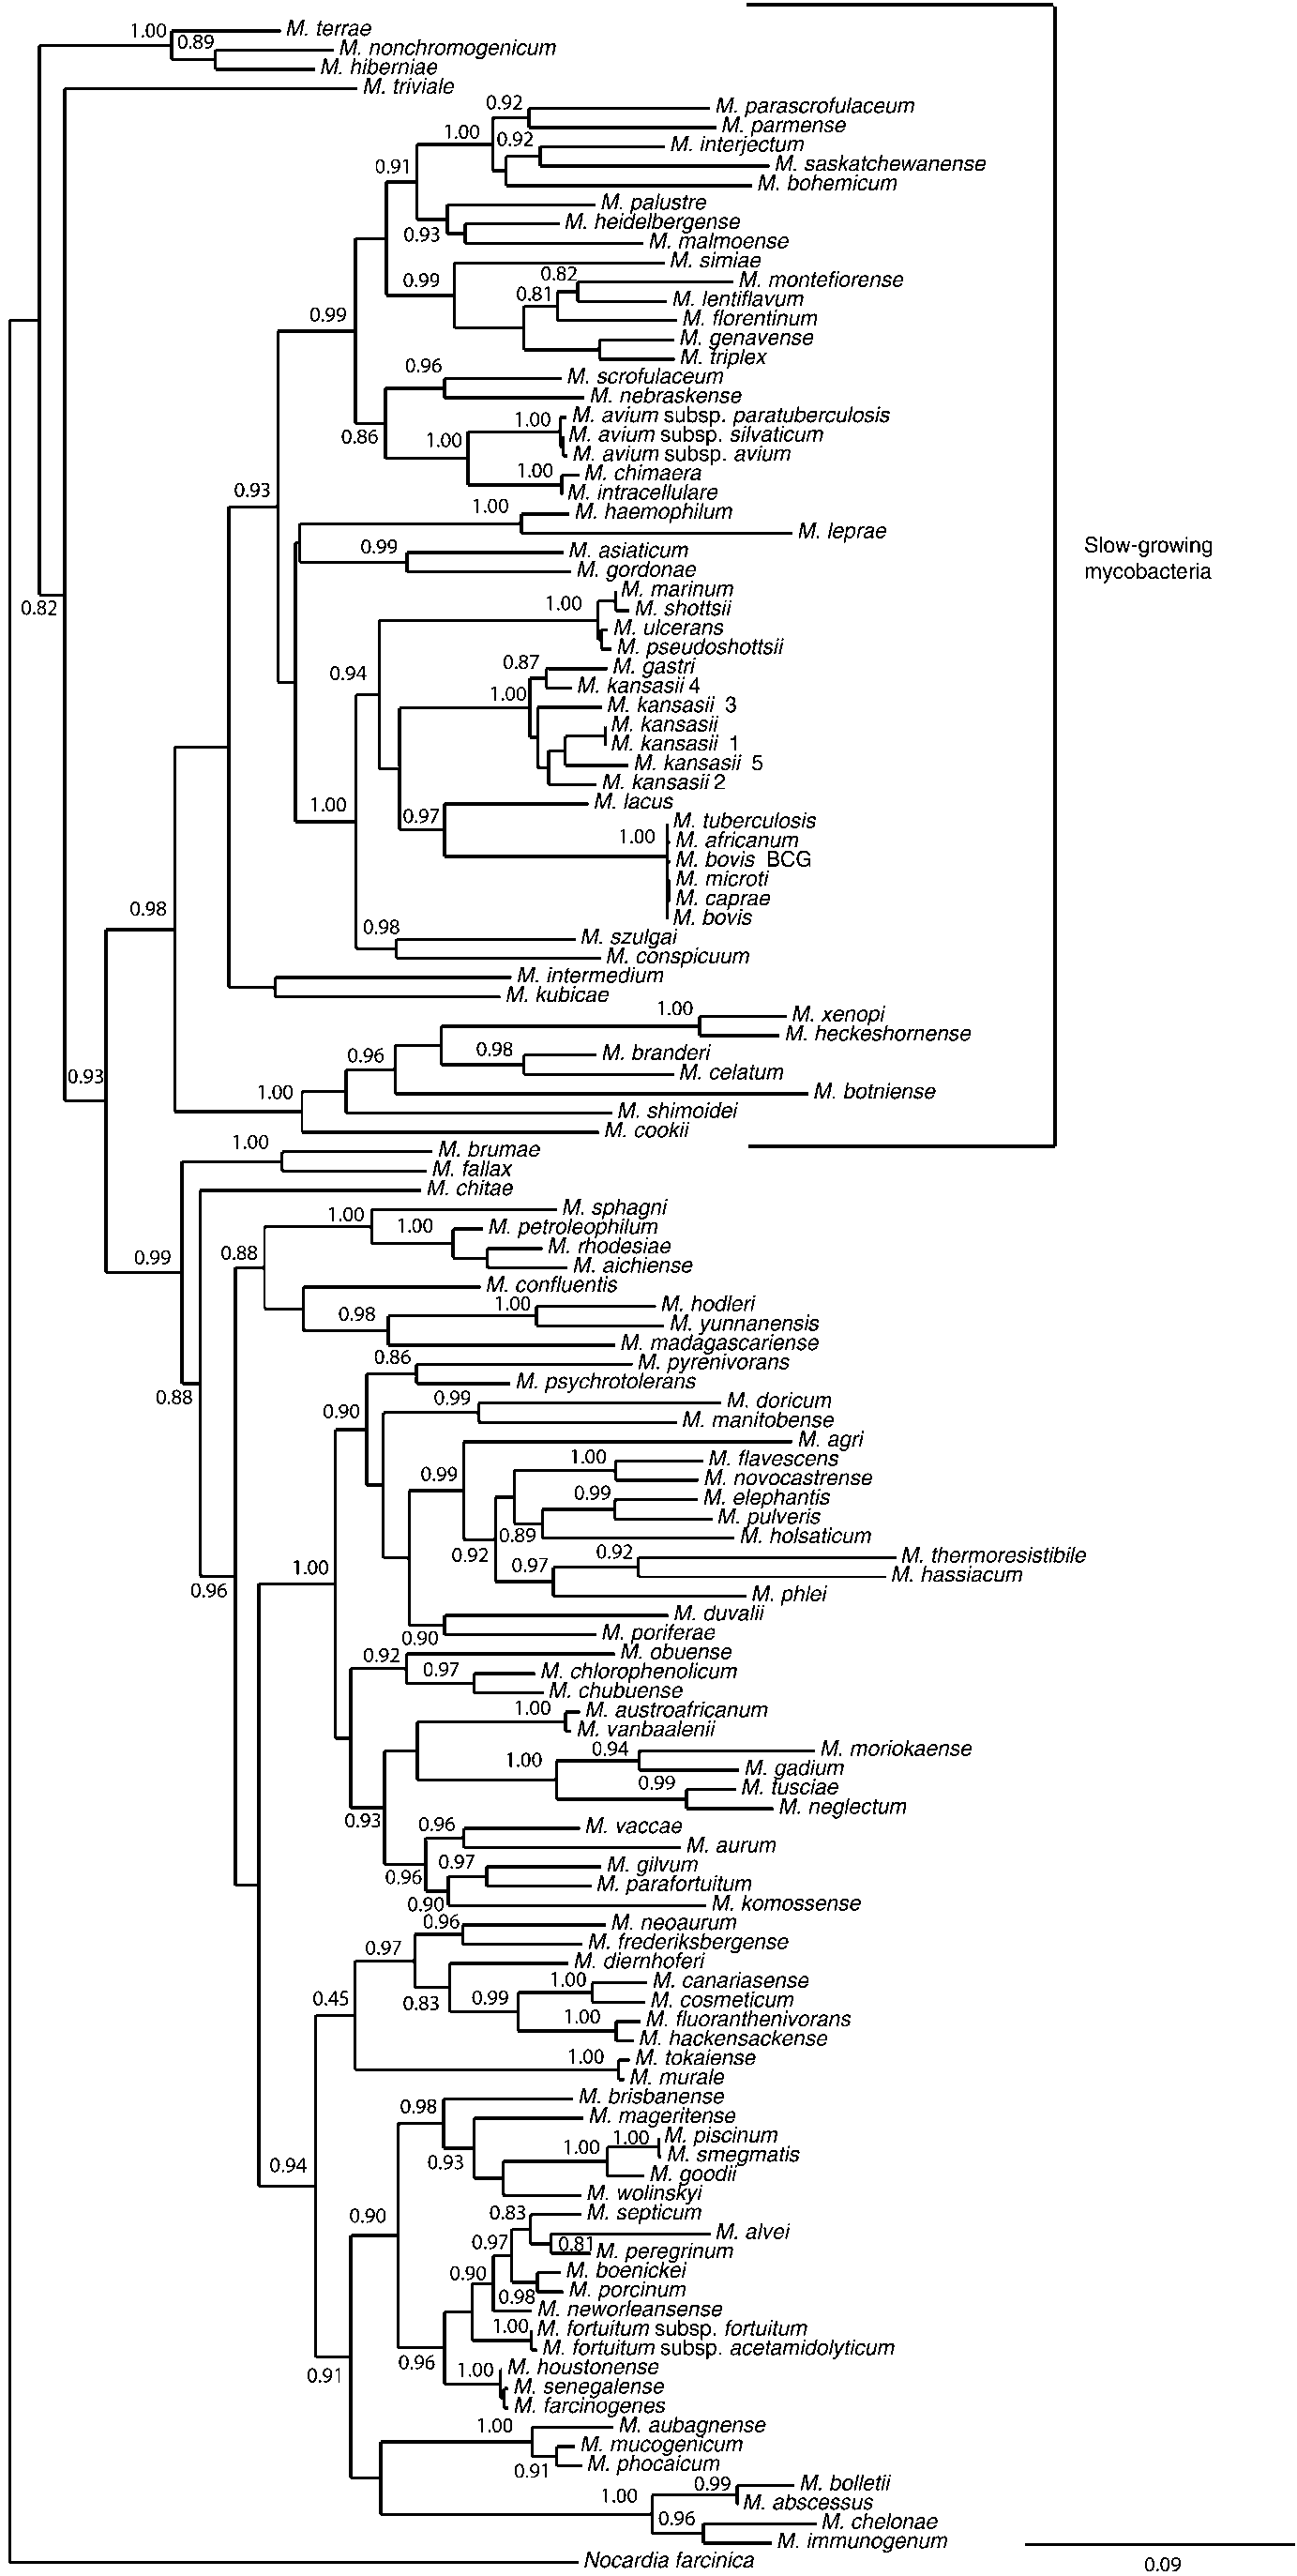 1.00
M. terrae
0.89
M. nonchromogenicum
M. hiberniae
M. triviale
0.92
M. parascrofulaceum
M. parmense
1.00
0.92
M. interjectum
M. saskatchewanense
0.91
M. bohemicum
M. palustre
M. heidelbergense
0.93
M. malmoense
M. simiae
0.99
0.82
M. montefiorense
0.81
M. lentiflavum
0.99
M. florentinum
M. genavense
M. triplex
0.96
M. scrofulaceum
M. nebraskense
1.00
M. avium subsp. paratuberculosis
0.86
1.00
M. avium subsp. silvaticum
M. avium subsp. avium
1.00
M. chimaera
0.93
M. intracellulare
1.00
M. haemophilum
M. leprae
0.99
M. asiaticum
M. gordonae
Slow-growing
mycobacteria
M. marinum
0.82
1.00
M. shottsii
M. ulcerans
M. pseudoshottsii
0.94
0.87
M. gastri
1.00
M. kansasii 4
M. kansasii 3
M. kansasii
M. kansasii 1
M. kansasii 5
M. kansasii 2
1.00
0.97
M. lacus
M. tuberculosis
1.00
M. africanum
M. bovis BCG
M. microti
M. caprae
0.98
M. bovis
0.98
M. szulgai
M. conspicuum
M. intermedium
M. kubicae
1.00
M. xenopi
M. heckeshornense
0.96
0.98
M. branderi
0.93
M. celatum
1.00
M. botniense
M. shimoidei
M. cookii
1.00
M. brumae
M. fallax
M. chitae
1.00
1.00
M. sphagni
M. petroleophilum
0.99
0.88
M. rhodesiae
M. aichiense
M. confluentis
0.98
1.00
M. hodleri
M. yunnanensis
M. madagascariense
0.86
M. pyrenivorans
0.88
M. psychrotolerans
0.90
0.99
M. doricum
M. manitobense
M. agri
0.99
1.00
M. flavescens
M. novocastrense
0.99
M. elephantis
M. pulveris
0.89
M. holsaticum
0.92
0.97
0.92
M. thermoresistibile
1.00
M. hassiacum
0.96
M. phlei
M. duvalii
0.90
M. poriferae
0.92
M. obuense
0.97
M. chlorophenolicum
M. chubuense
1.00
M. austroafricanum
M. vanbaalenii
1.00
0.94
M. moriokaense
M. gadium
0.99
M. tusciae
M. neglectum
0.93
0.96
M. vaccae
M. aurum
0.96
0.97
M. gilvum
M. parafortuitum
0.90
M. komossense
0.96
M. neoaurum
0.97
M. frederiksbergense
M. diernhoferi
0.45
0.83
0.99
1.00
M. canariasense
M. cosmeticum
1.00
M. fluoranthenivorans
M. hackensackense
1.00
M. tokaiense
M. murale
0.98
M. brisbanense
M. mageritense
1.00
1.00
M. piscinum
0.94
0.93
M. smegmatis
M. goodii
M. wolinskyi
0.90
0.83
M. septicum
0.97
M. alvei
0.81
M. peregrinum
0.90
M. boenickei
0.98
M. porcinum
M. neworleansense
1.00
M. fortuitum subsp. fortuitum
M. fortuitum subsp. acetamidolyticum
0.91
0.96
1.00
M. houstonense
M. senegalense
M. farcinogenes
1.00
M. aubagnense
M. mucogenicum
0.91
M. phocaicum
1.00
0.99
M. bolletii
M. abscessus
0.96
M. chelonae
M. immunogenum
Nocardia farcinica
0.09